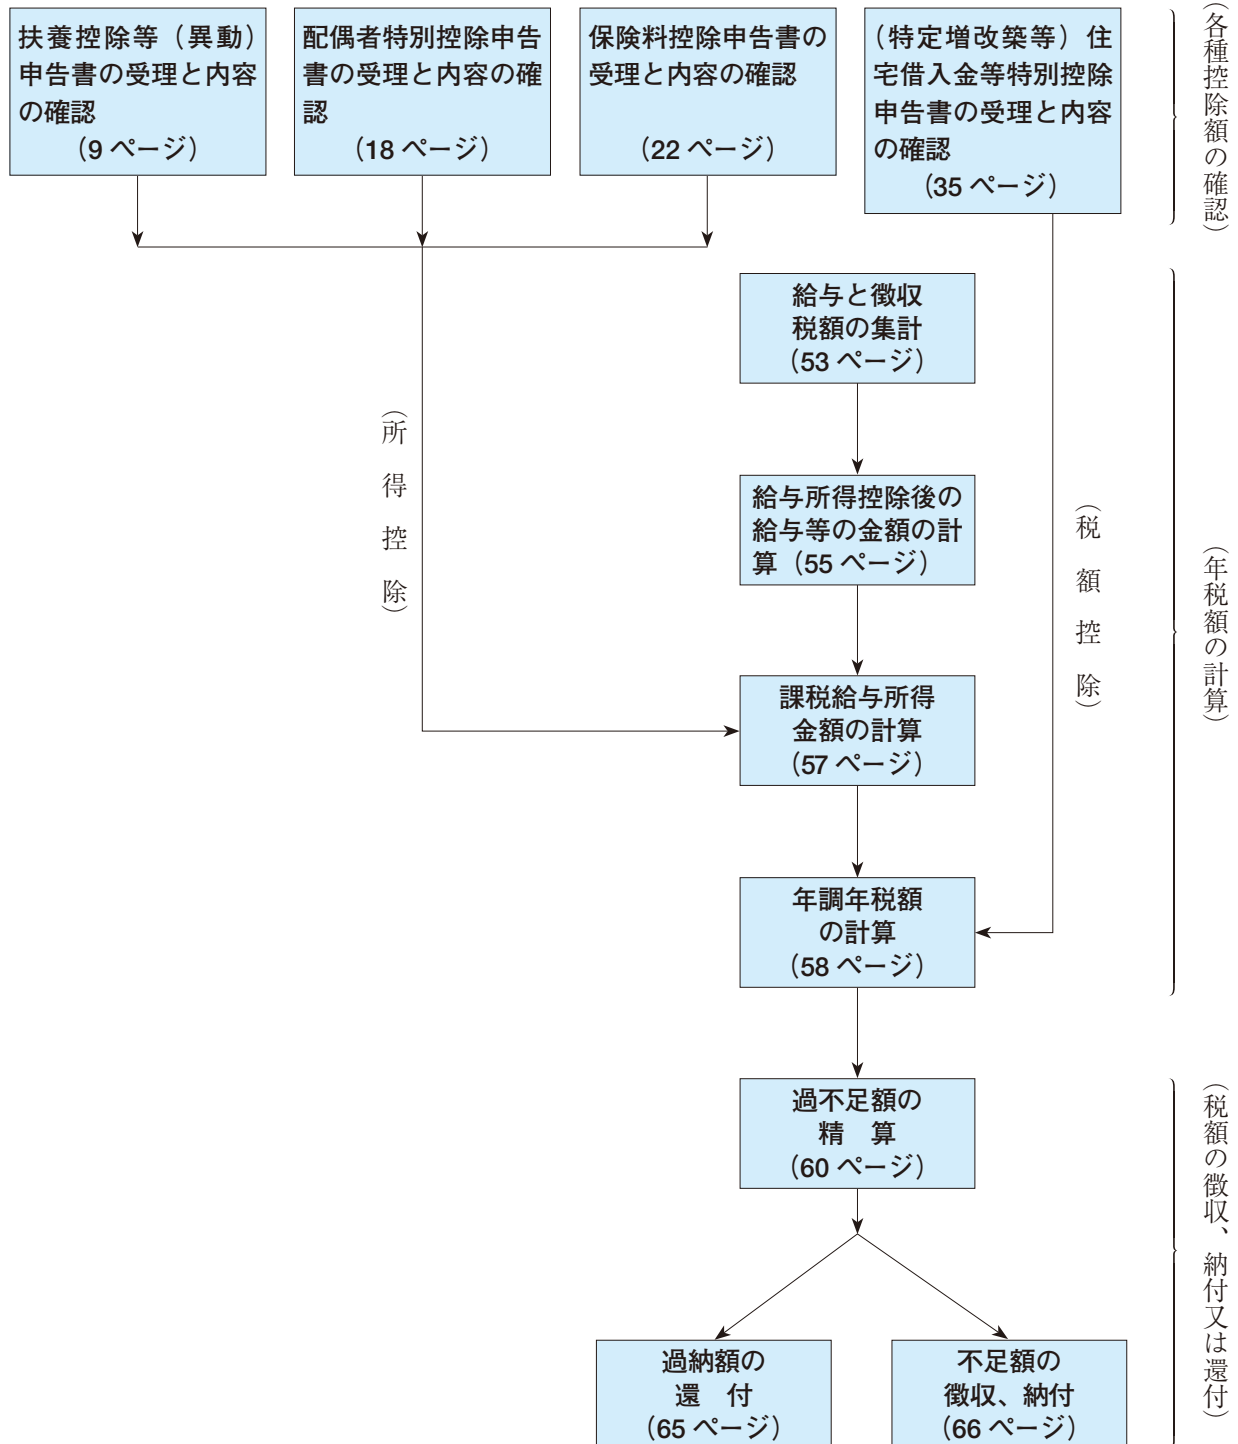 扶養控除等（異動）
申告書の受理と内容
の確認
（9 ページ）
配偶者特別控除申告
書の受理と内容の確
認
（18 ページ）
保険料控除申告書の
受理と内容の確認
（22 ページ）
（特定増改築等）住
宅借入金等特別控除
申告書の受理と内容
の確認
（35 ページ）
（各種控除額の確認）
給与と徴収
税額の集計
（53 ページ）
（所得控除）
給与所得控除後の
給与等の金額の計
算（55 ページ）
（税額控除）
（年税額の計算）
課税給与所得
金額の計算
（57 ページ）
年調年税額
の計算
（58 ページ）
過不足額の
精　算
（60 ページ）
（税額の徴収、納付又は還付）
過納額の
還　付
（65 ページ）
不足額の
徴収、納付
（66 ページ）